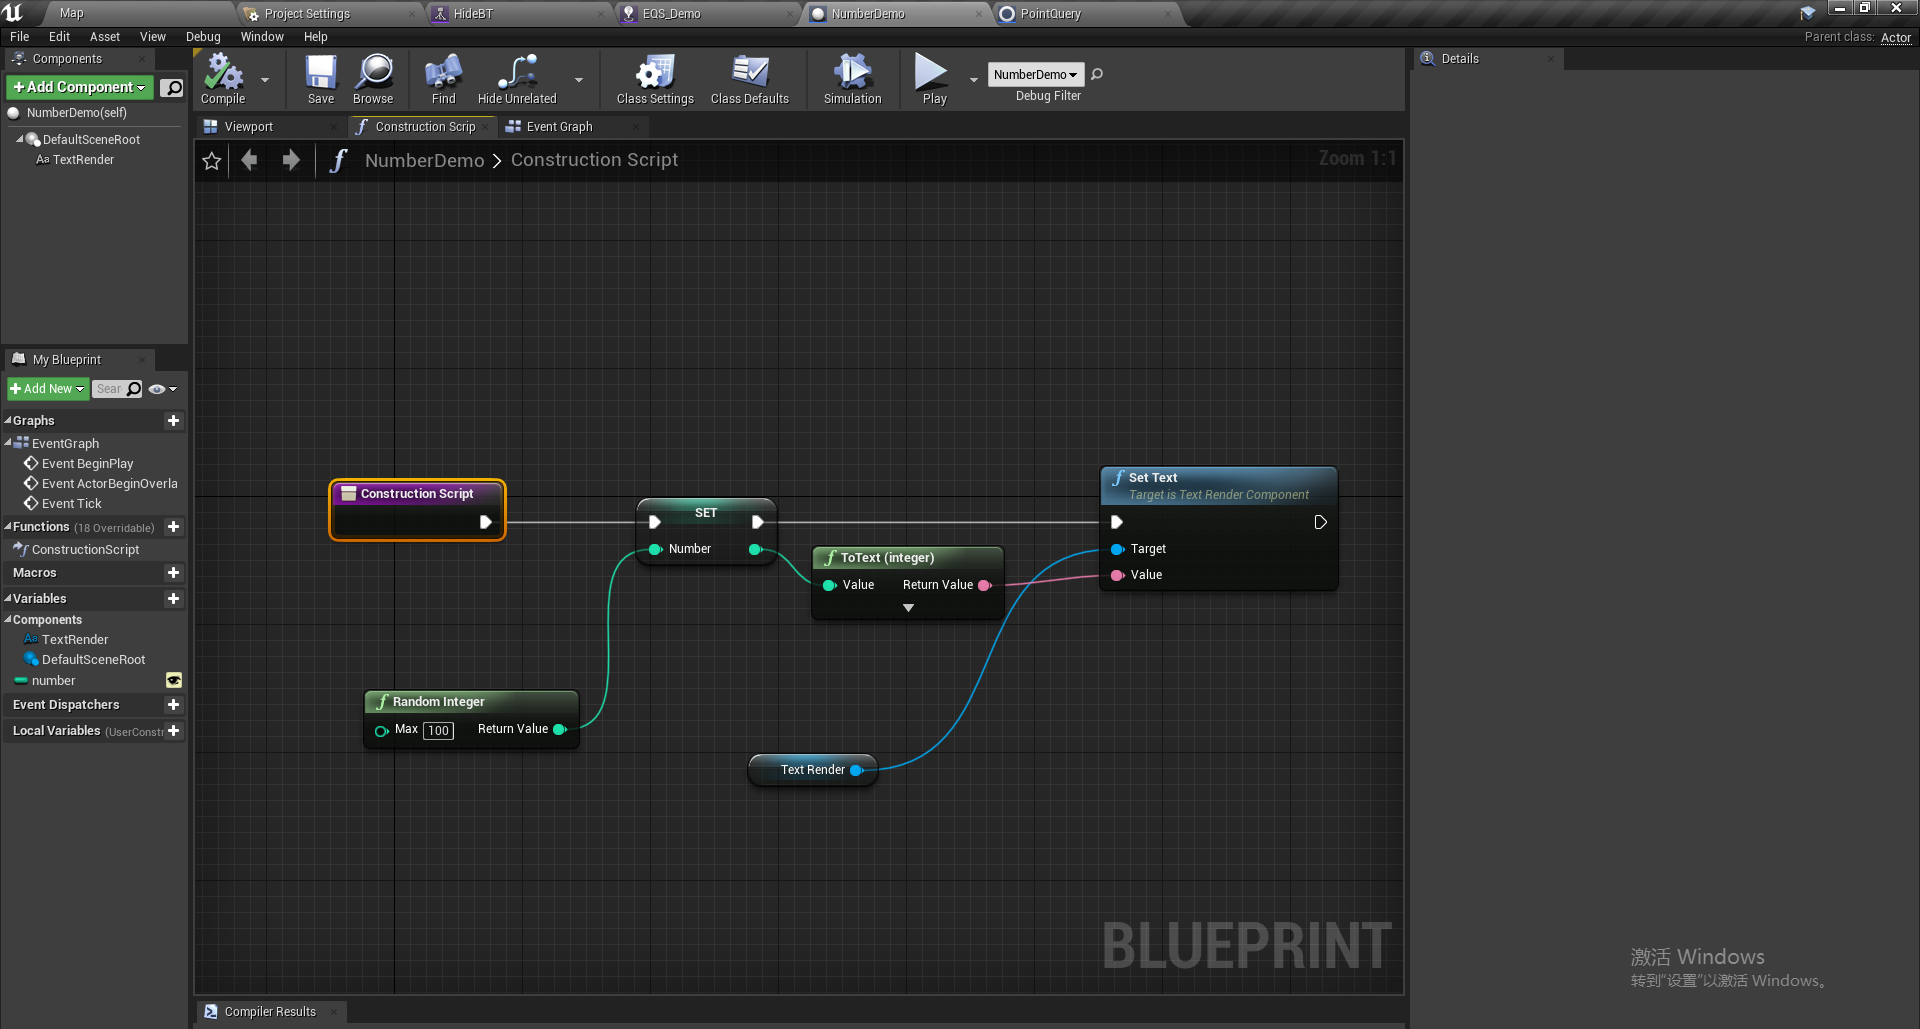 Map
Project Settings
HideBT
EQS_Demo
NumberDemo
PointQuery
File Edit Asset View Debug Window Help
Parent class: Actor
Components
Add Component
NumberDemo(self)
DefaultSceneRoot
TextRender
Compile
Save
Browse
Find
Hide Unrelated
Class Settings
Class Defaults
Simulation
Play
NumberDemo
Debug Filter
Details
Viewport
Construction Scrip
Event Graph
NumberDemo > Construction Script
Zoom 1:1
My Blueprint
Add New
Sear
Graphs
EventGraph
Event BeginPlay
Event ActorBeginOverla
Event Tick
Functions (18 Overridable)
ConstructionScript
Macros
Variables
Components
TextRender
DefaultSceneRoot
number
Event Dispatchers
Local Variables (UserConstr
Construction Script
SET
Number
ToText (integer)
Value Return Value
Set Text
Target is Text Render Component
Target
Value
Random Integer
Max 100 Return Value
Text Render
BLUEPRINT
Compiler Results
激活 Windows
转到"设置"以激活 Windows。